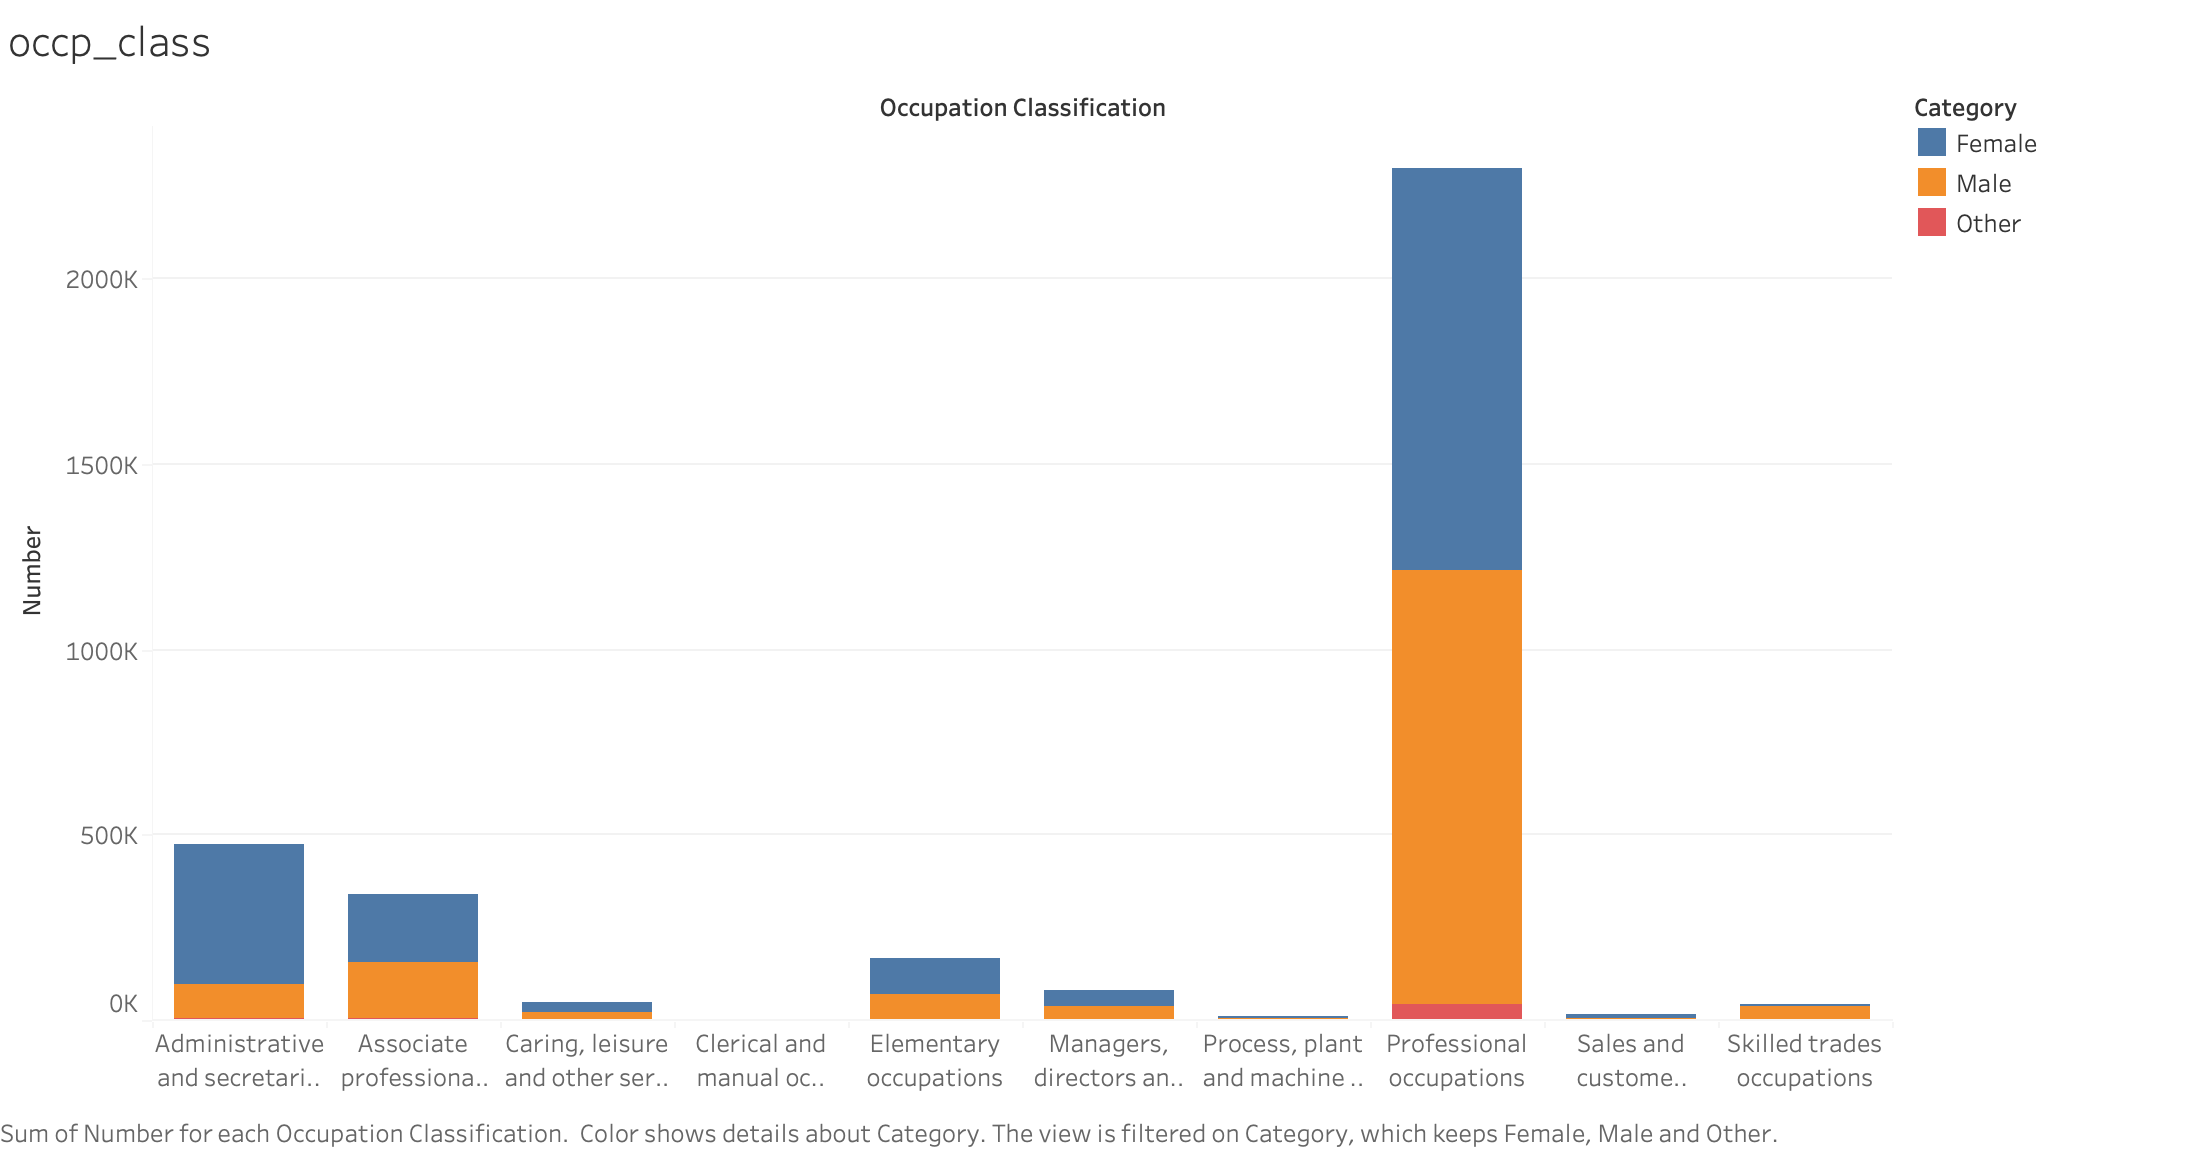 occp_class
Occupation Classification
Category
Female
Male
Other
Number
2000K
1500K
1000K
500K
0K
Administrative
and secretari..
Associate
professiona..
Caring, leisure
and other ser..
Clerical and
manual oc..
Elementary
occupations
Managers,
directors an..
Process, plant
and machine ..
Professional
occupations
Sales and
custome..
Skilled trades
occupations
Sum of Number for each Occupation Classification.  Color shows details about Category. The view is filtered on Category, which keeps Female, Male and Other.